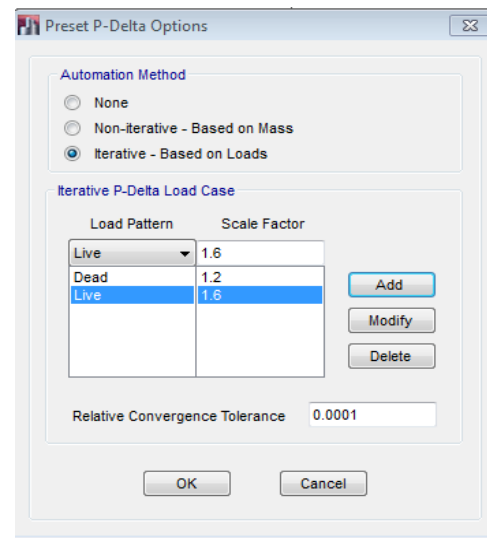 Preset P-Delta Options
Automation Method
None
Non-iterative - Based on Mass
Iterative - Based on Loads
Iterative P-Delta Load Case
Load Pattern Scale Factor
Live 1.6
Dead 1.2
Live 1.6
Add
Modify
Delete
Relative Convergence Tolerance 0.0001
OK Cancel